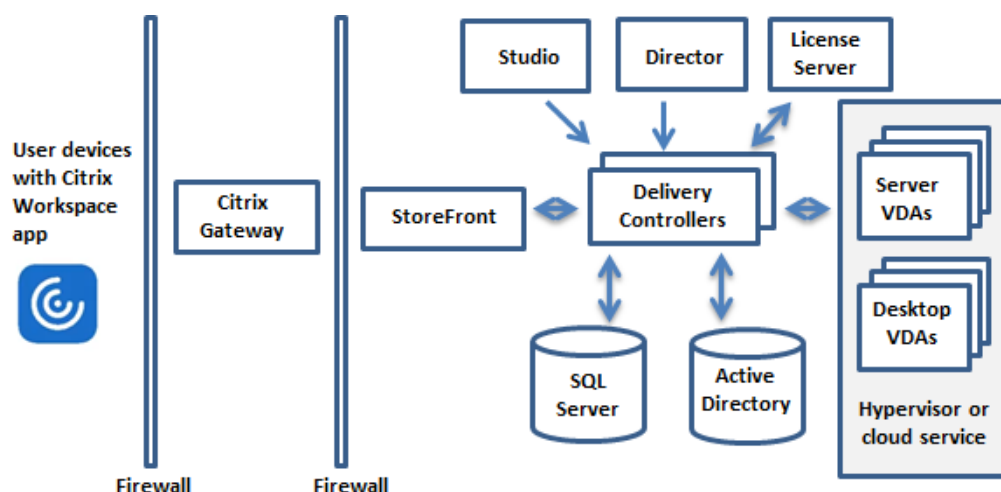 User devices
with Citrix
Workspace
app
Citrix
Gateway
StoreFront
Studio
Director
License
Server
Delivery
Controllers
SQL
Server
Active
Directory
Server
VDAs
Desktop
VDAs
Hypervisor or
cloud service
Firewall
Firewall